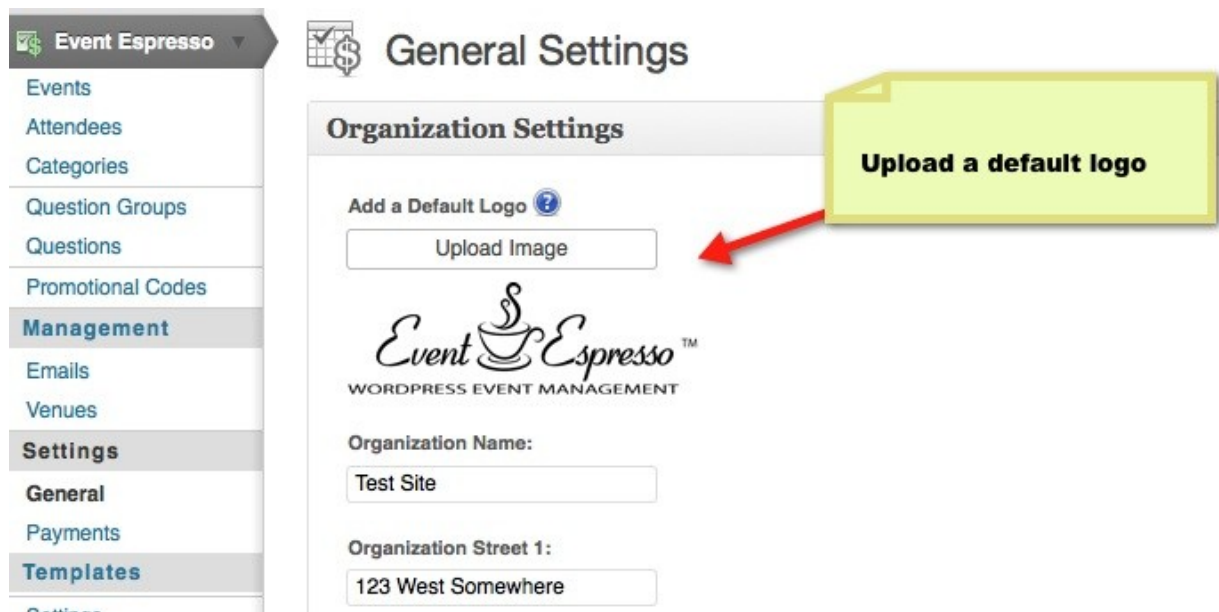 Event Espresso
Events
Attendees
Categories
Question Groups
Questions
Promotional Codes
Management
Emails
Venues
Settings
General
Payments
Templates
Settings
General Settings
Organization Settings
Upload a default logo
Add a Default Logo ?
Upload Image
Event Espresso ™
WORDPRESS EVENT MANAGEMENT
Organization Name:
Test Site
Organization Street 1:
123 West Somewhere